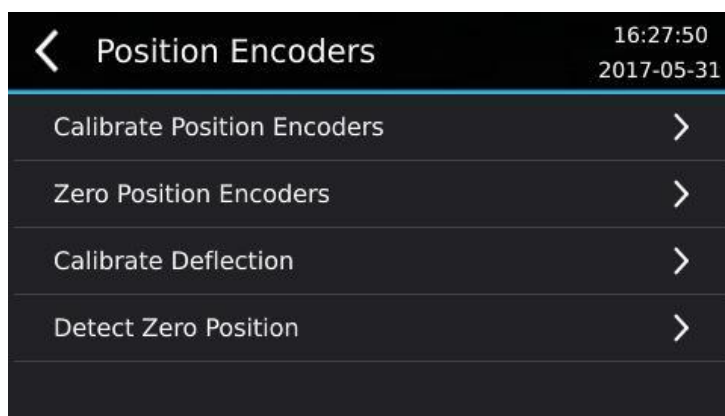 Position Encoders
16:27:50
2017-05-31
Calibrate Position Encoders
Zero Position Encoders
Calibrate Deflection
Detect Zero Position